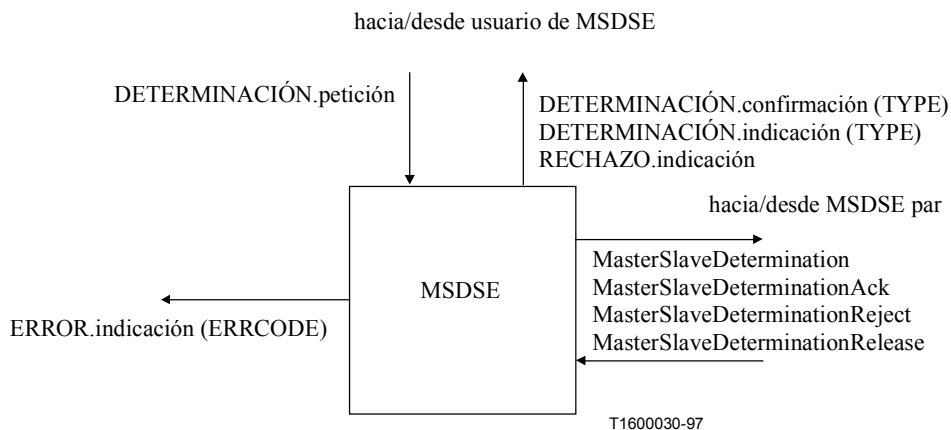 hacia/desde usuario de MSDSE
DETERMINACIÓN.petición
DETERMINACIÓN.confirmación (TYPE)
DETERMINACIÓN.indicación (TYPE)
RECHAZO.indicación
hacia/desde MSDSE par
MSDSE
MasterSlaveDetermination
MasterSlaveDeterminationAck
MasterSlaveDeterminationReject
MasterSlaveDeterminationRelease
ERROR.indicación (ERRCODE)
T1600030-97